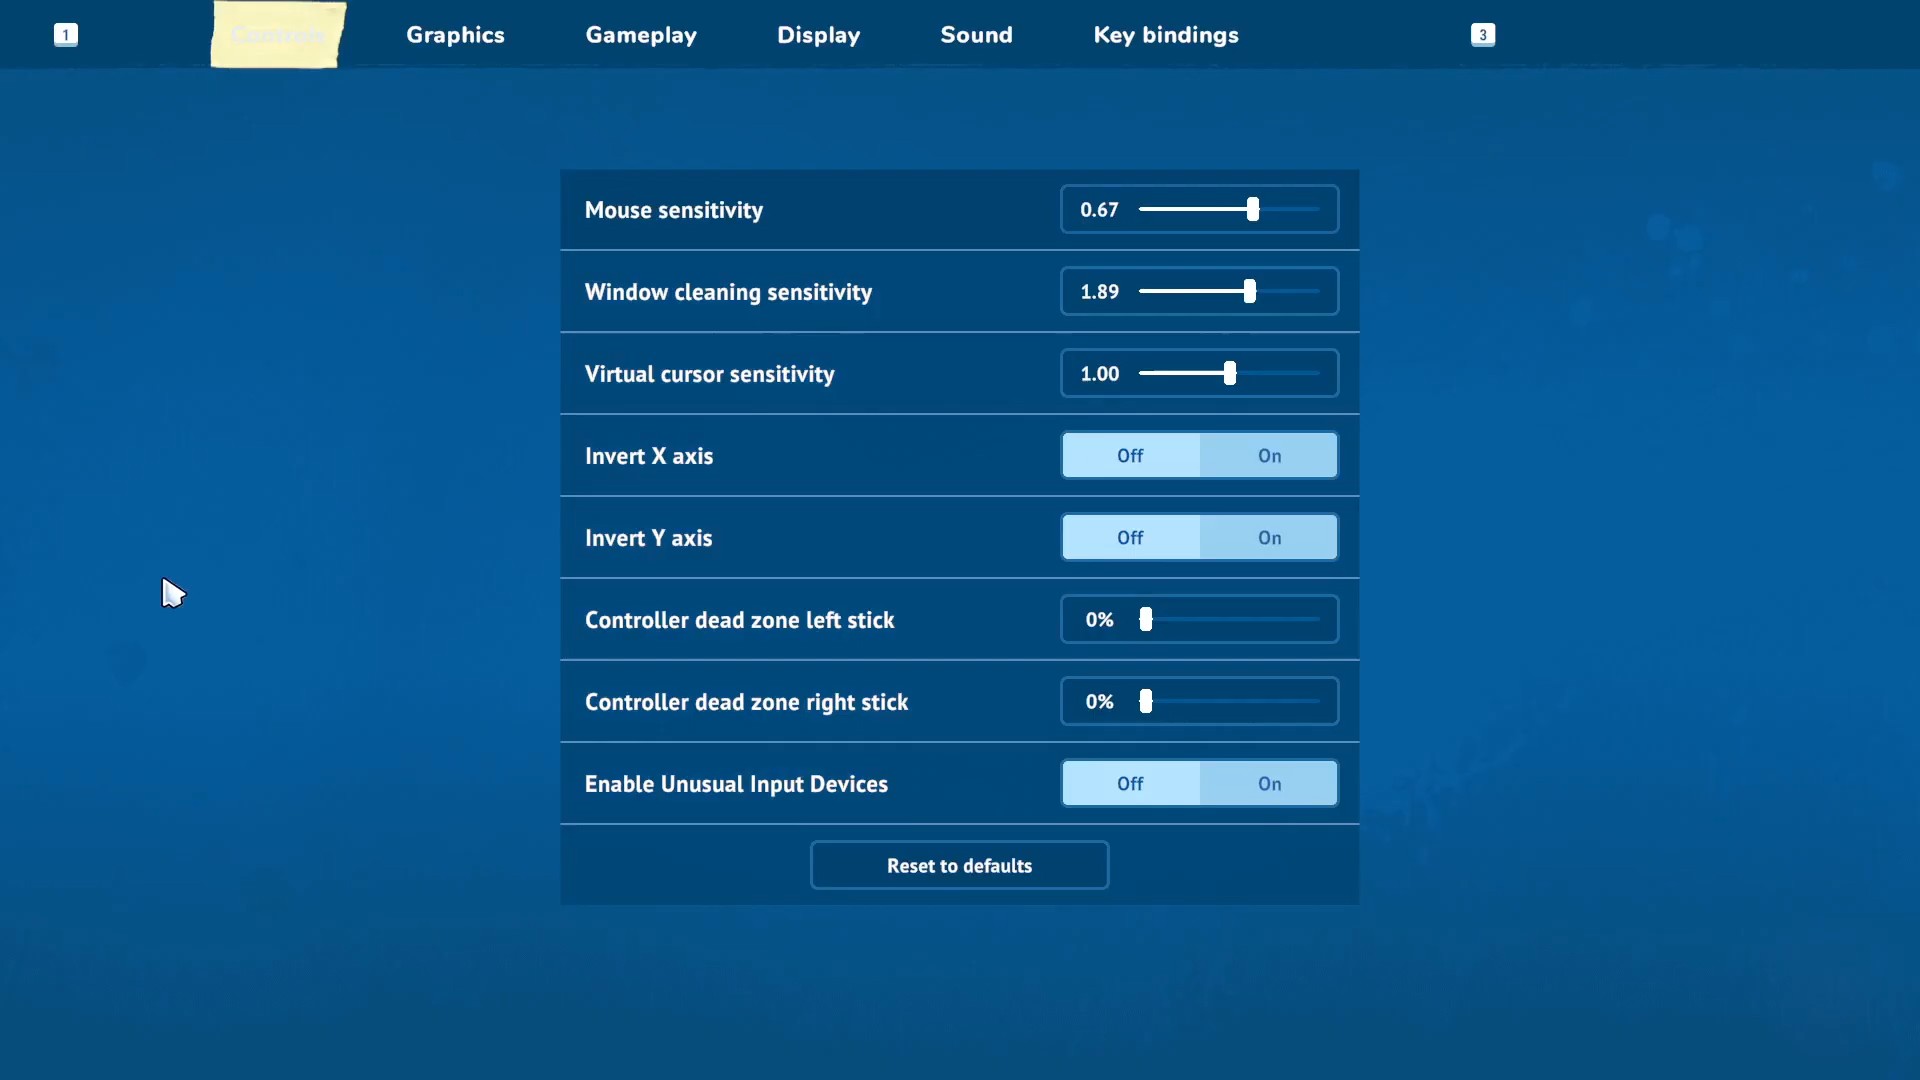 1
Controls
Graphics
Gameplay
Display
Sound
Key bindings
3
Mouse sensitivity
0.67
Window cleaning sensitivity
1.89
Virtual cursor sensitivity
1.00
Invert X axis
Off
On
Invert Y axis
Off
On
Controller dead zone left stick
0%
Controller dead zone right stick
0%
Enable Unusual Input Devices
Off
On
Reset to defaults